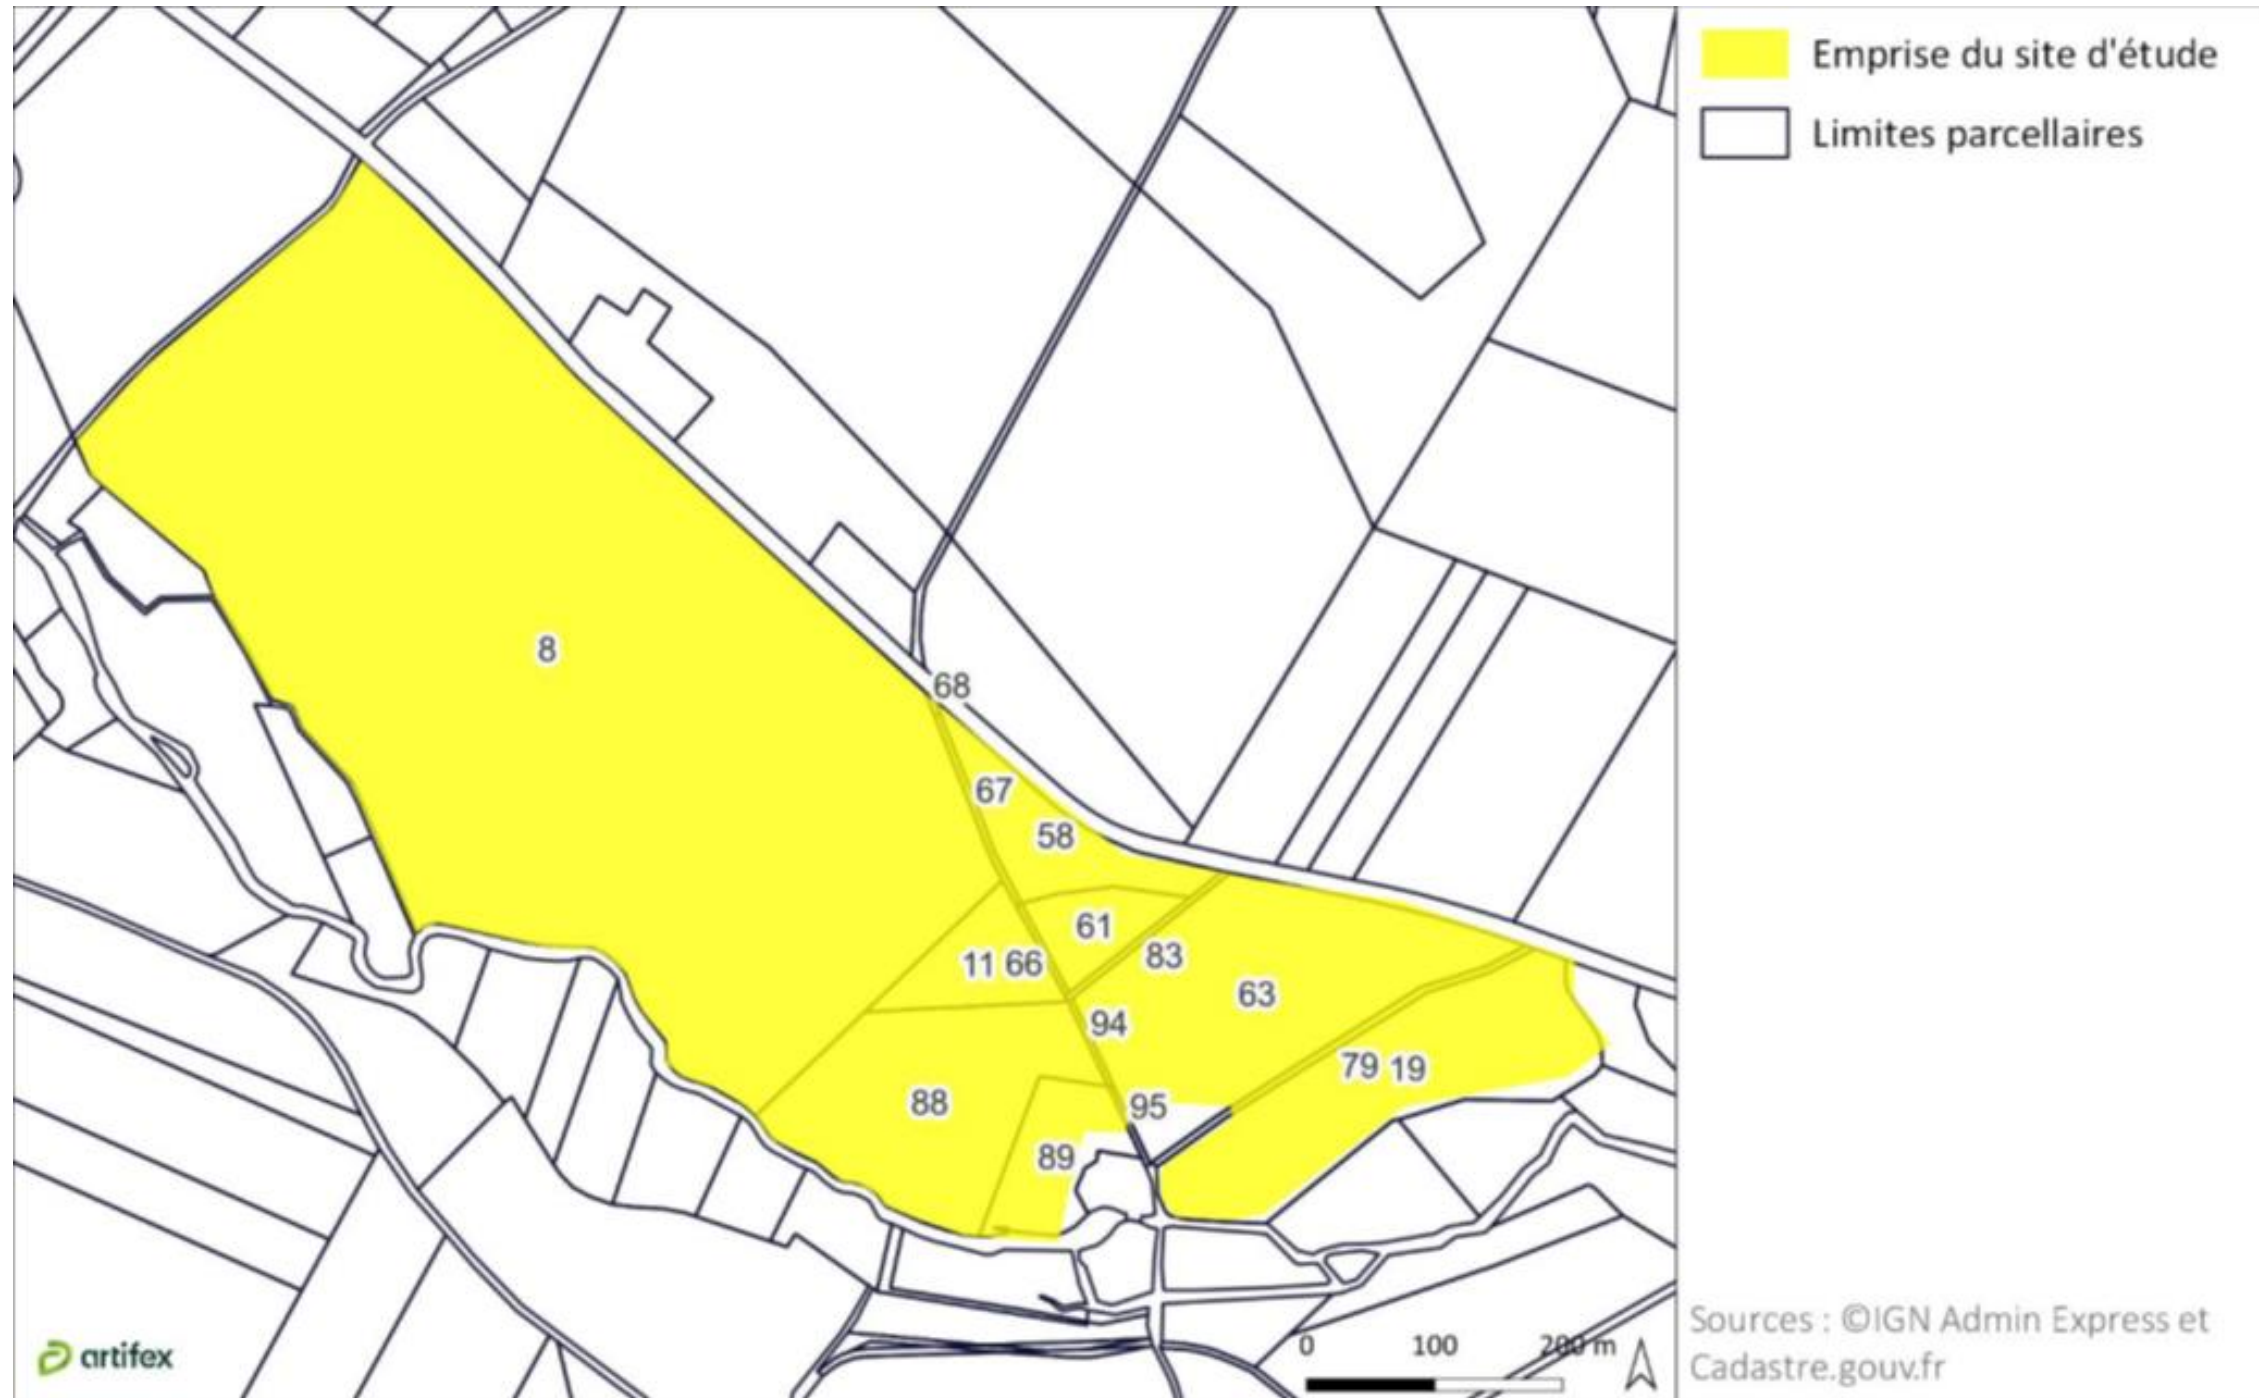 Emprise du site d'étude
Limites parcellaires
8
68
67
58
61
11 66
83
63
94
79 19
88
95
89
0 100 200 m
artifex
Sources : ©IGN Admin Express et
Cadastre.gouv.fr